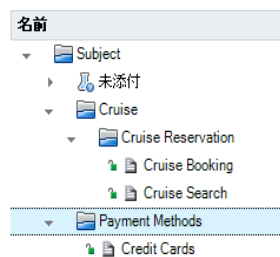 名前
Subject
未添付
Cruise
Cruise Reservation
Cruise Booking
Cruise Search
Payment Methods
Credit Cards